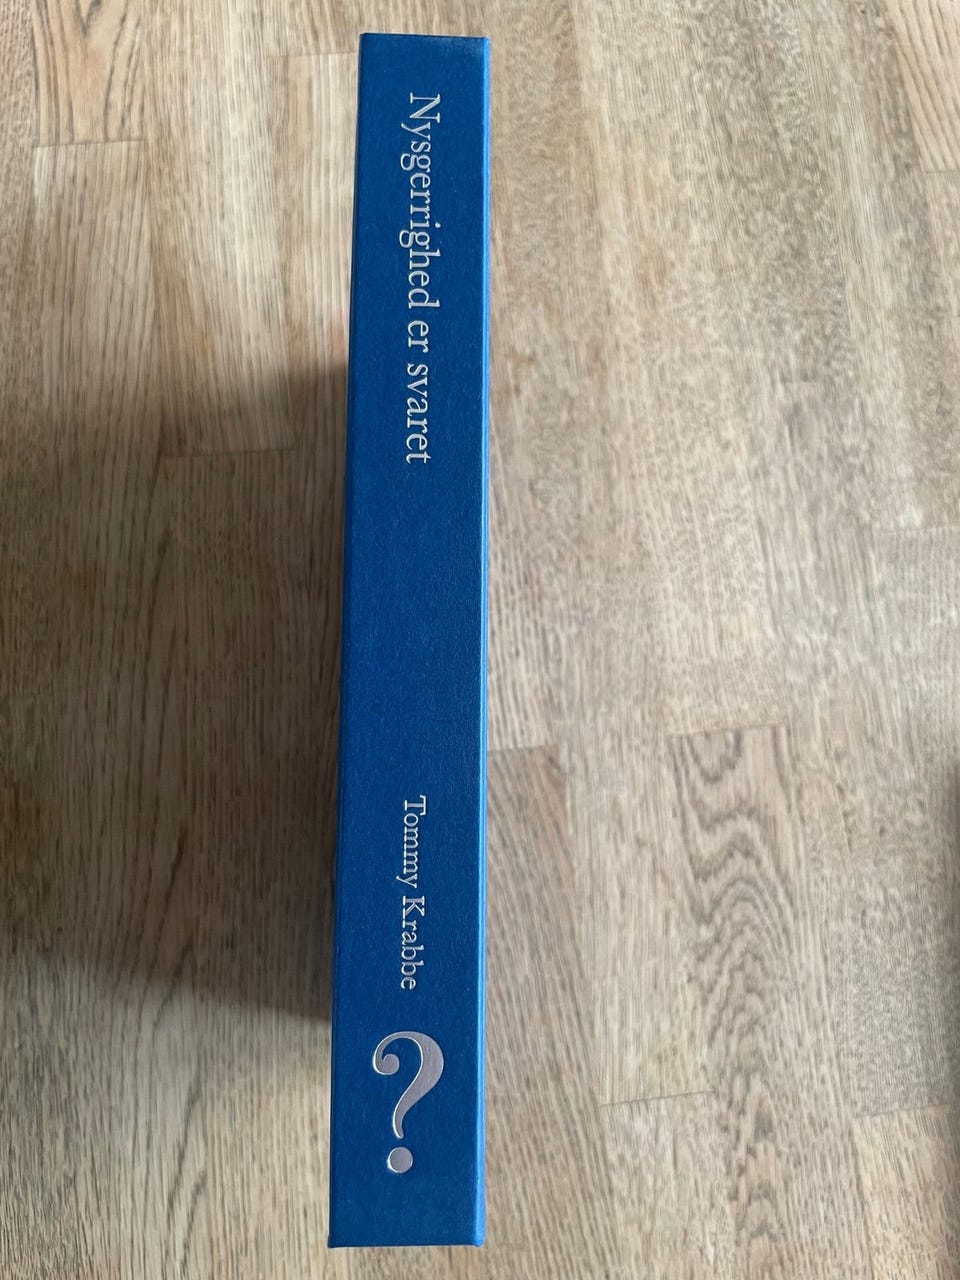 Nysgerrighed er svaret
Tommy Krabbe
?